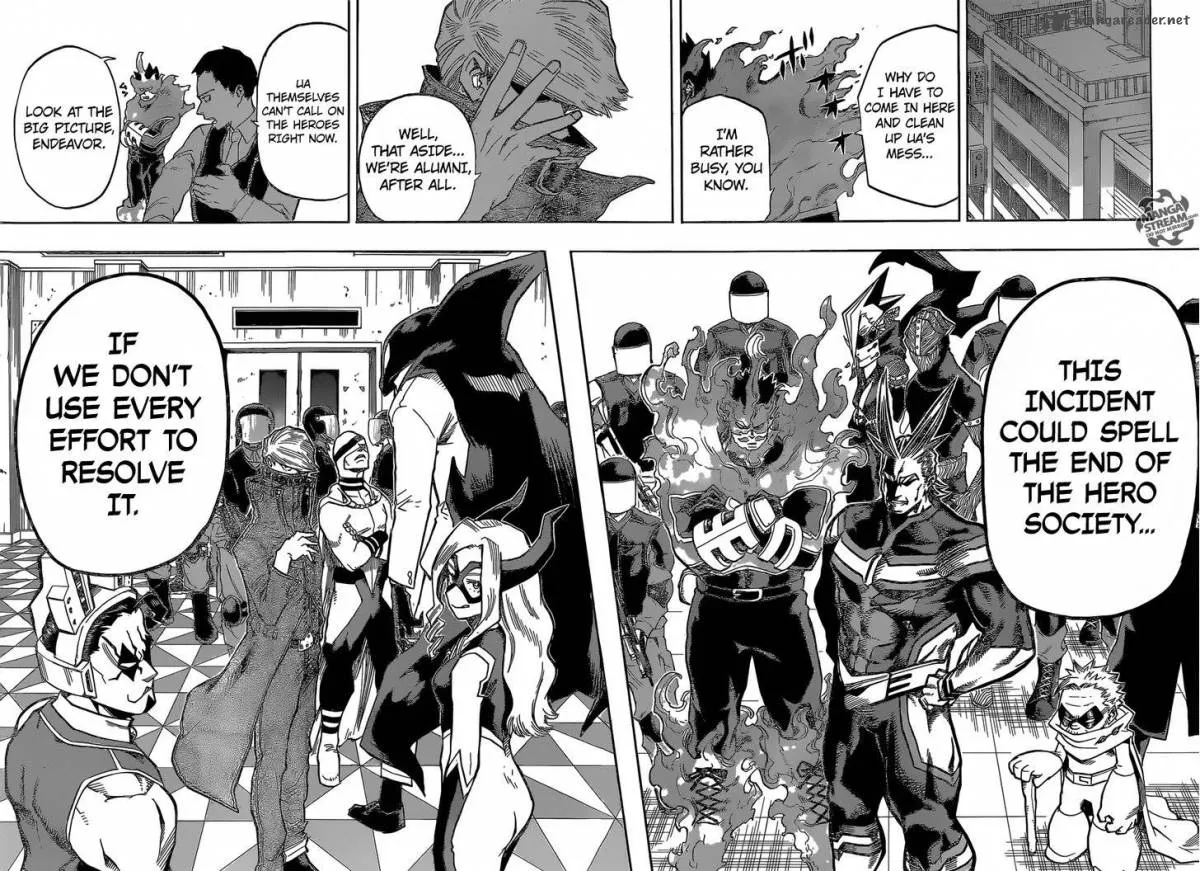 WHY DO
I HAVE TO
COME IN HERE
AND CLEAN
UP UA'S
MESS...
I'M
RATHER
BUSY, YOU
KNOW.
WELL,
THAT ASIDE...
WE'RE ALUMNI,
AFTER ALL.
UA
THEMSELVES
CAN'T CALL ON
THE HEROES
RIGHT NOW.
LOOK AT THE
BIG PICTURE,
ENDEAVOR.
THIS
INCIDENT
COULD SPELL
THE END OF
THE HERO
SOCIETY...
IF
WE DON'T
USE EVERY
EFFORT TO
RESOLVE
IT.
mangareader.net
MANGA
STREAM
DO NOT MIRROR